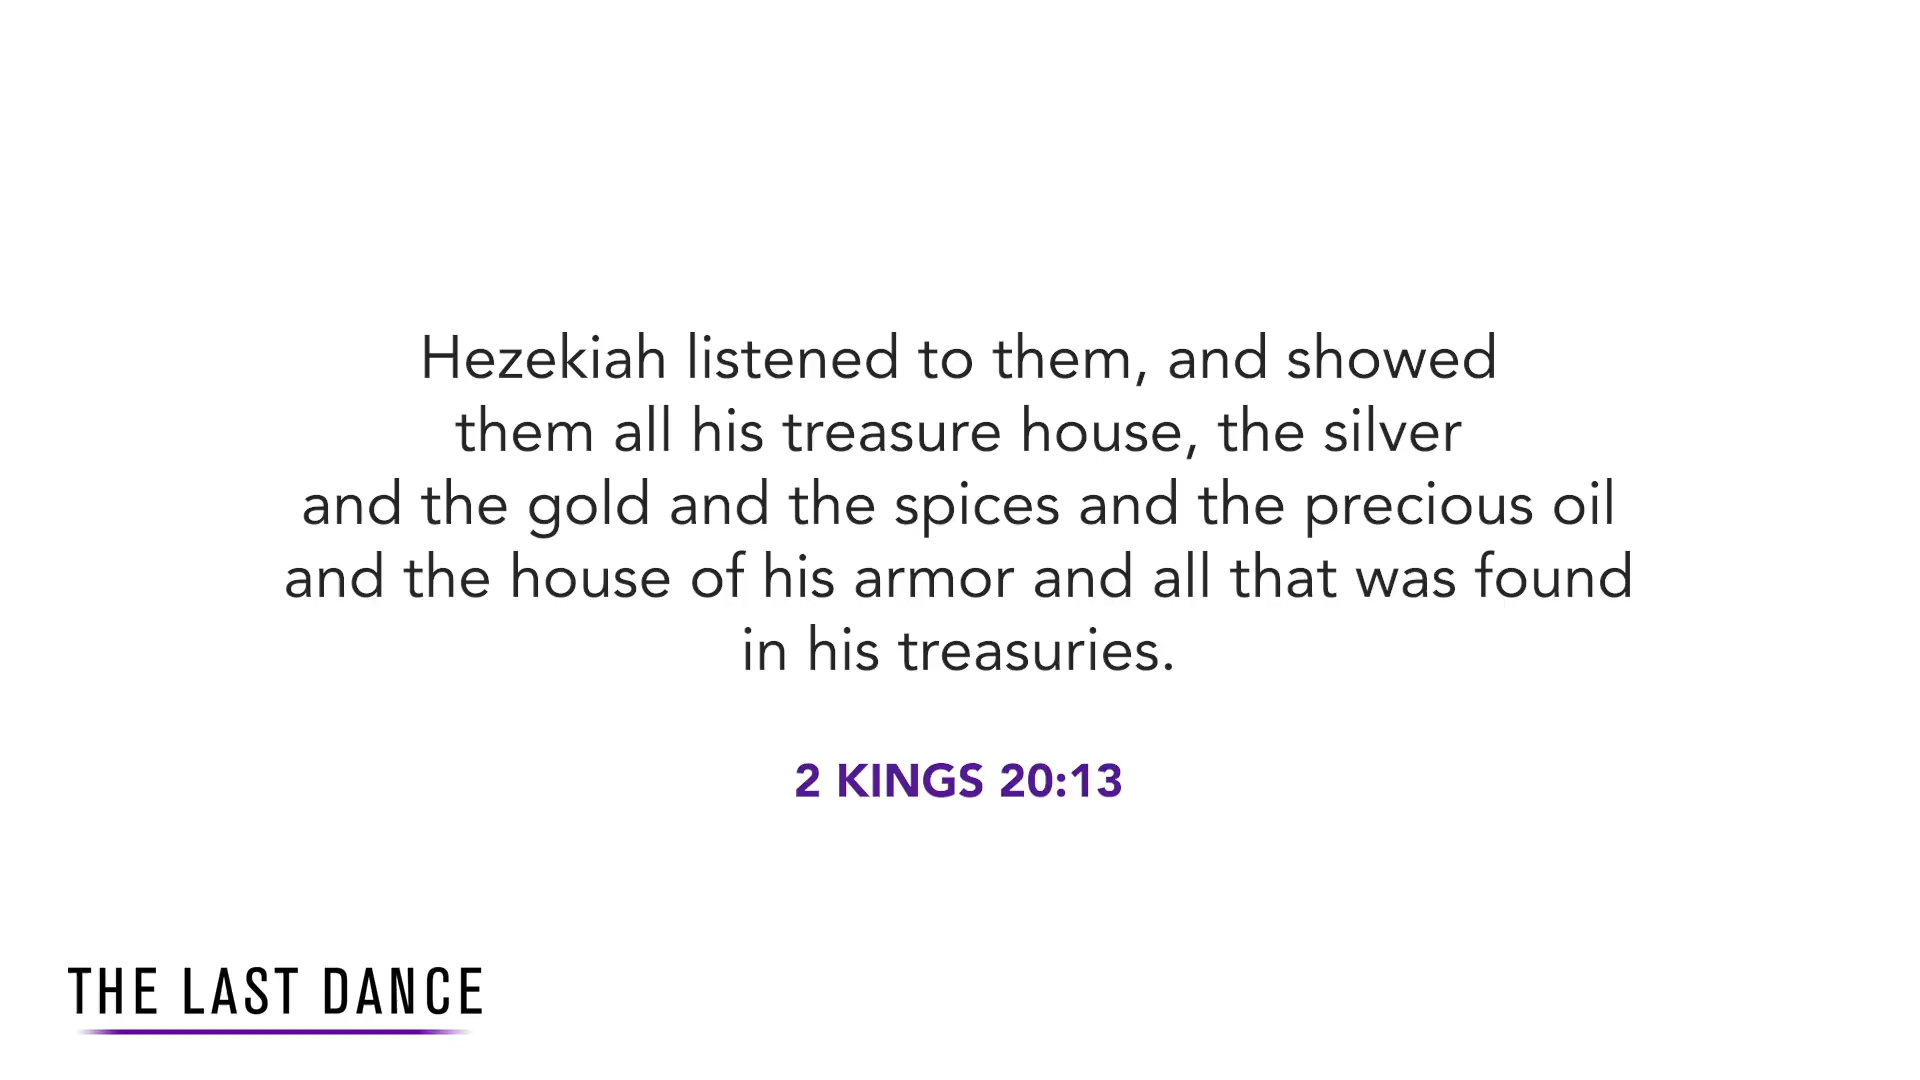 Hezekiah listened to them, and showed
them all his treasure house, the silver
and the gold and the spices and the precious oil
and the house of his armor and all that was found
in his treasuries.
2 KINGS 20:13
THE LAST DANCE